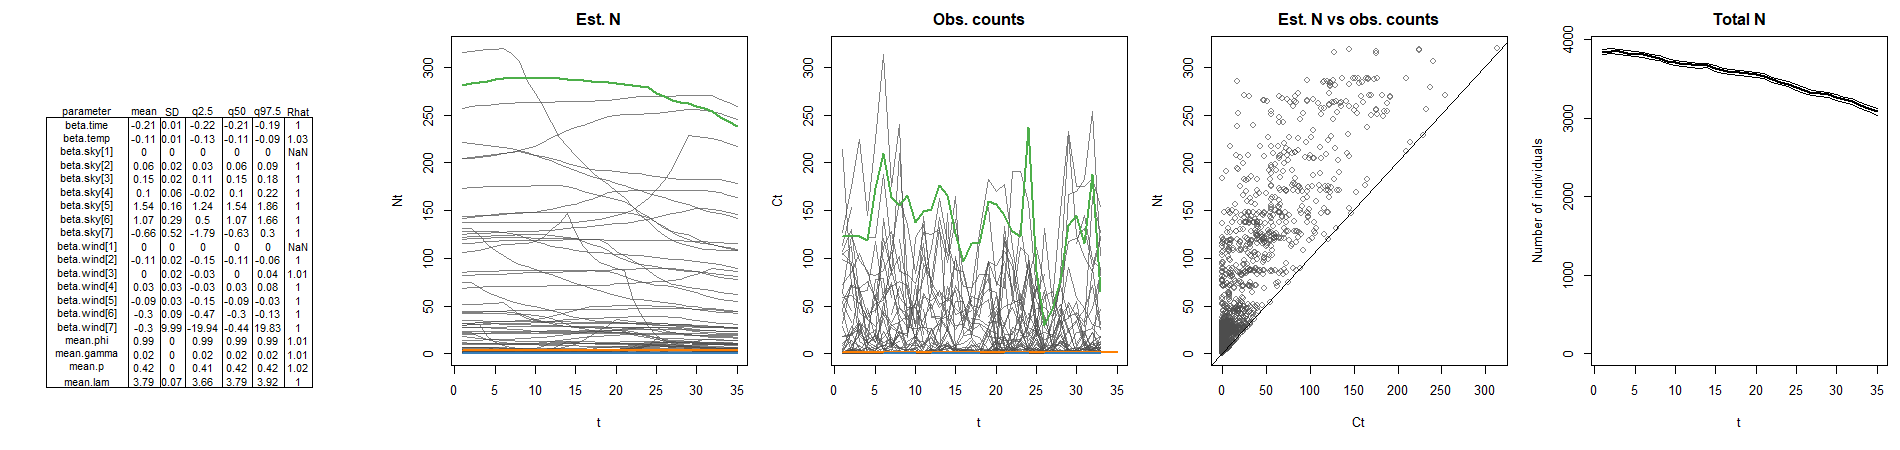 parameter mean SD q2.5 q50 q97.5 Rhat
beta.time −0.21 0.01 −0.22 −0.21 −0.19 1
beta.temp −0.11 0.01 −0.13 −0.11 −0.09 1.03
beta.sky[1] 0 0 0 0 0 NaN
beta.sky[2] 0.06 0.02 0.03 0.06 0.09 1
beta.sky[3] 0.15 0.02 0.11 0.15 0.18 1
beta.sky[4] 0.1 0.06 −0.02 0.1 0.22 1
beta.sky[5] 1.54 0.16 1.24 1.54 1.86 1
beta.sky[6] 1.07 0.29 0.5 1.07 1.66 1
beta.sky[7] −0.66 0.52 −1.79 −0.63 0.3 1
beta.wind[1] 0 0 0 0 0 NaN
beta.wind[2] −0.11 0.02 −0.15 −0.11 −0.06 1
beta.wind[3] 0 0.02 −0.03 0 0.04 1.01
beta.wind[4] 0.03 0.03 −0.03 0.03 0.08 1
beta.wind[5] −0.09 0.03 −0.15 −0.09 −0.03 1
beta.wind[6] −0.3 0.09 −0.47 −0.3 −0.13 1
beta.wind[7] −0.3 9.99 −19.94 −0.44 19.83 1
mean.phi 0.99 0 0.99 0.99 0.99 1.01
mean.gamma 0.02 0 0.02 0.02 0.02 1.01
mean.p 0.42 0 0.41 0.42 0.42 1.02
mean.lam 3.79 0.07 3.66 3.79 3.92 1
Est. N
Nt
0 50 100 150 200 250 300
0 5 10 15 20 25 30 35
t
Obs. counts
Ct
0 50 100 150 200 250 300
0 5 10 15 20 25 30 35
t
Est. N vs obs. counts
Nt
0 50 100 150 200 250 300
0 50 100 150 200 250 300
Ct
Total N
Number of individuals
0 1000 2000 3000 4000
0 5 10 15 20 25 30 35
t